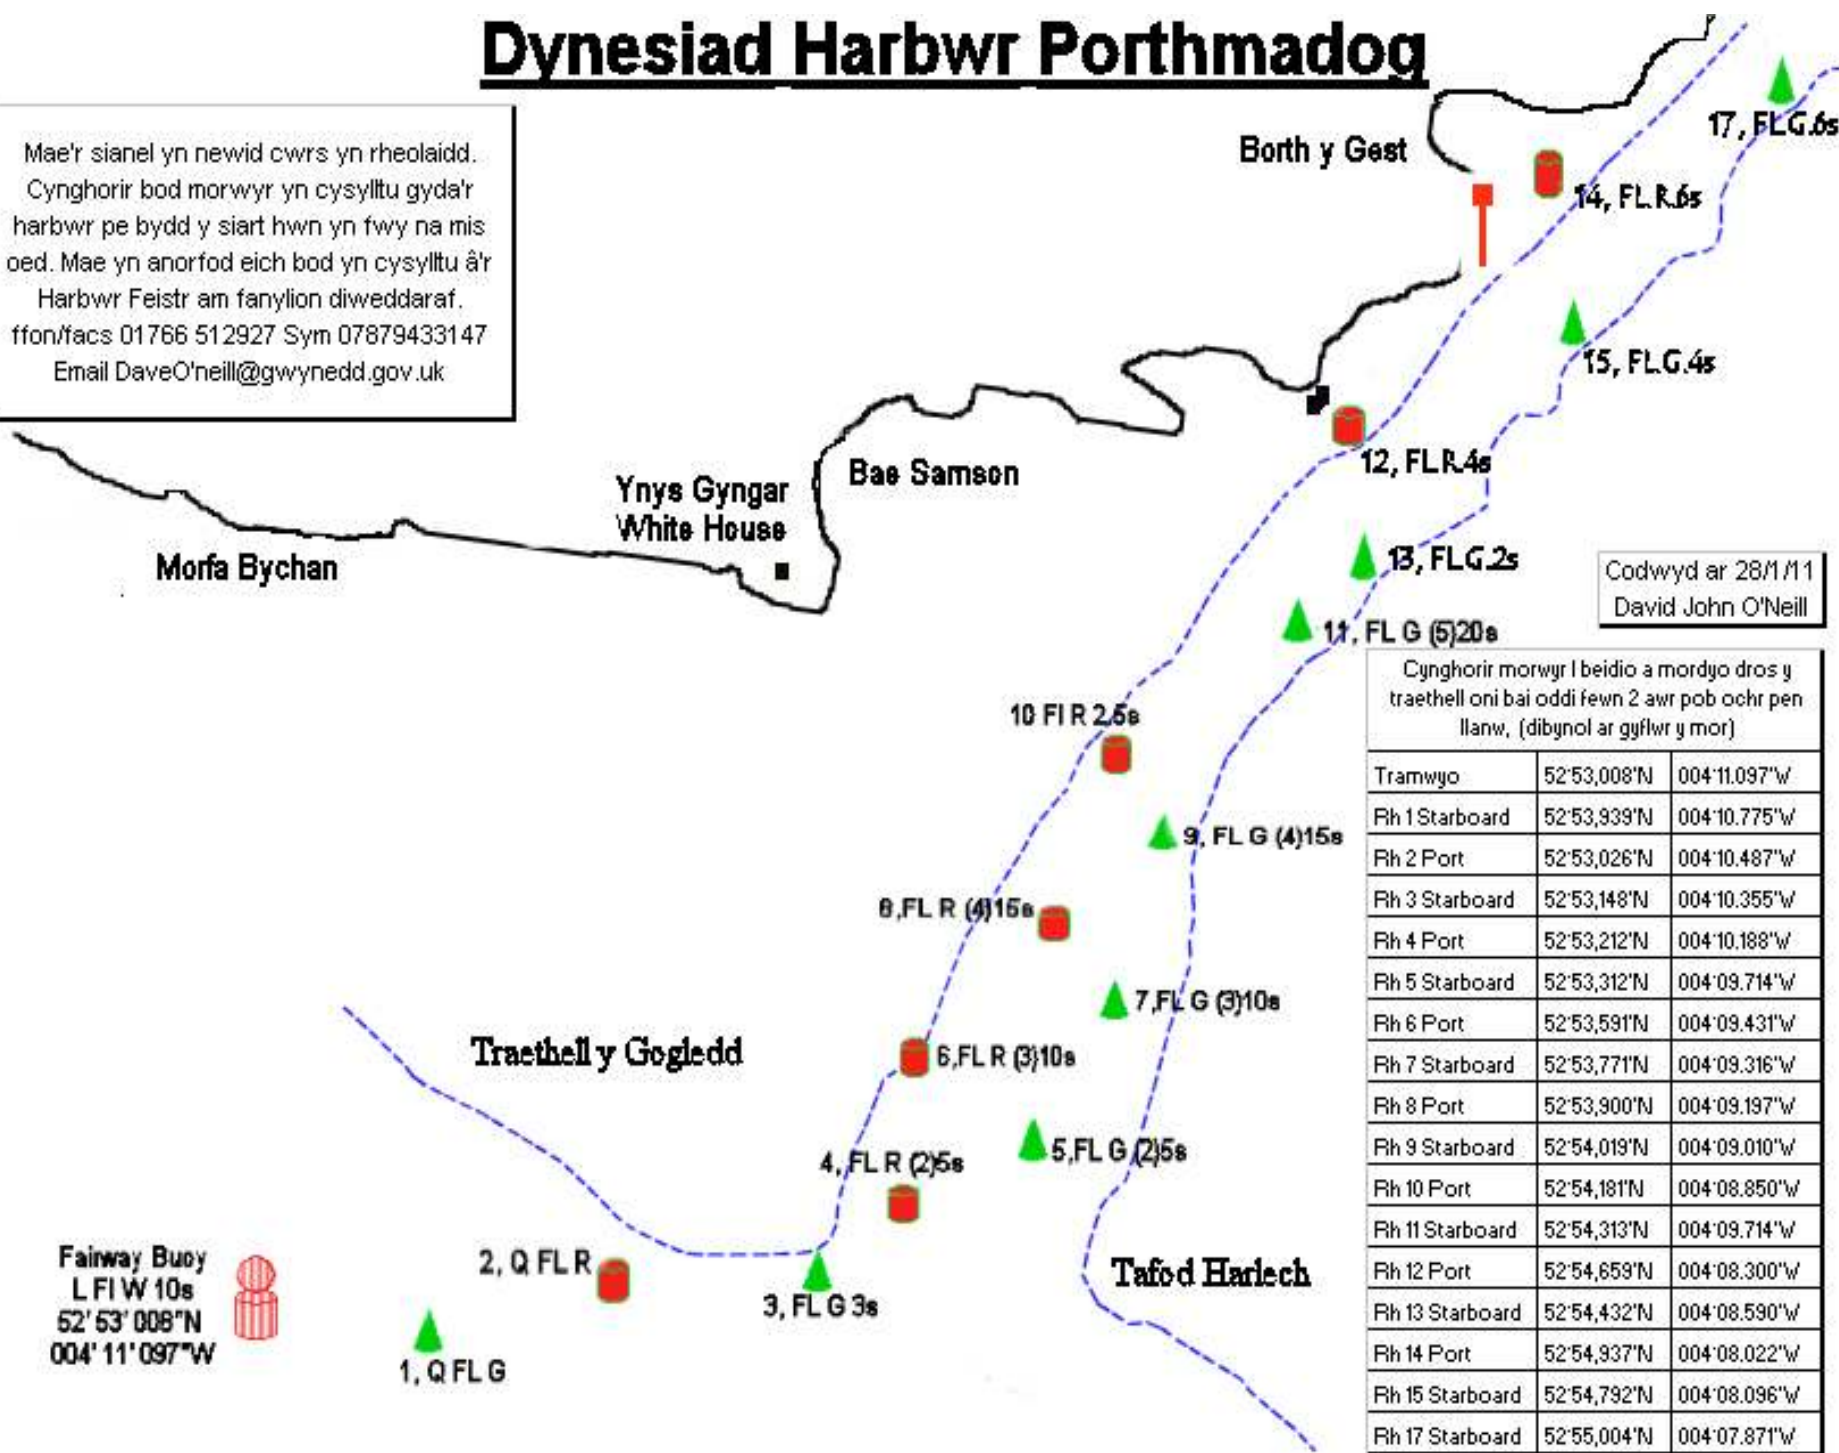 Dynesiad Harbwr Porthmadog
Mae'r sianel yn newid cwrs yn rheolaidd.
Cynghorir bod morwyr yn cysylltu gyda'r
harbwr pe bydd y siart hwn yn fwy na mis
oed. Mae yn anorfod eich bod yn cysylltu â'r
Harbwr Feistr am fanylion diweddaraf.
ffon/facs 01766 512927 Sym 07879433147
Email DaveO'neill@gwynedd.gov.uk
Borth y Gest
17, FL.G.6s
14, FL.R.6s
15, FL.G.4s
12, FL.R.4s
Bae Samson
Ynys Gyngar
White House
Morfa Bychan
13, FL.G.2s
11, FL G (5)20s
Codwyd ar 28/1/11
David John O'Neill
10 Fl R 2.5s
9, FL G (4)15s
8,FL R (4)15s
7,FL G (3)10s
Traethell y Gogledd
6,FL R (3)10s
5,FL G (2)5s
4, FL R (2)5s
2, Q FL R
3, FL G 3s
Tafod Harlech
Fairway Buoy
L Fl W 10s
52' 53' 008"N
004' 11' 097"W
1, Q FL G
Cynghorir morwyr I beidio a mordyo dros y
traethell oni bai oddi fewn 2 awr pob ochr pen
llanw, (dibynol ar gyflwr y mor)
Tramwyo 52'53,008'N 004'11.097'W
Rh 1 Starboard 52'53,939'N 004'10.775'W
Rh 2 Port 52'53,026'N 004'10.487'W
Rh 3 Starboard 52'53,148'N 004'10.355'W
Rh 4 Port 52'53,212'N 004'10.188'W
Rh 5 Starboard 52'53,312'N 004'09.714'W
Rh 6 Port 52'53,591'N 004'09.431'W
Rh 7 Starboard 52'53,771'N 004'09.316'W
Rh 8 Port 52'53,900'N 004'09.197'W
Rh 9 Starboard 52'54,019'N 004'09.010'W
Rh 10 Port 52'54,181'N 004'08.850'W
Rh 11 Starboard 52'54,313'N 004'09.714'W
Rh 12 Port 52'54,659'N 004'08.300'W
Rh 13 Starboard 52'54,432'N 004'08.590'W
Rh 14 Port 52'54,937'N 004'08.022'W
Rh 15 Starboard 52'54,792'N 004'08.096'W
Rh 17 Starboard 52'55,004'N 004'07.871'W